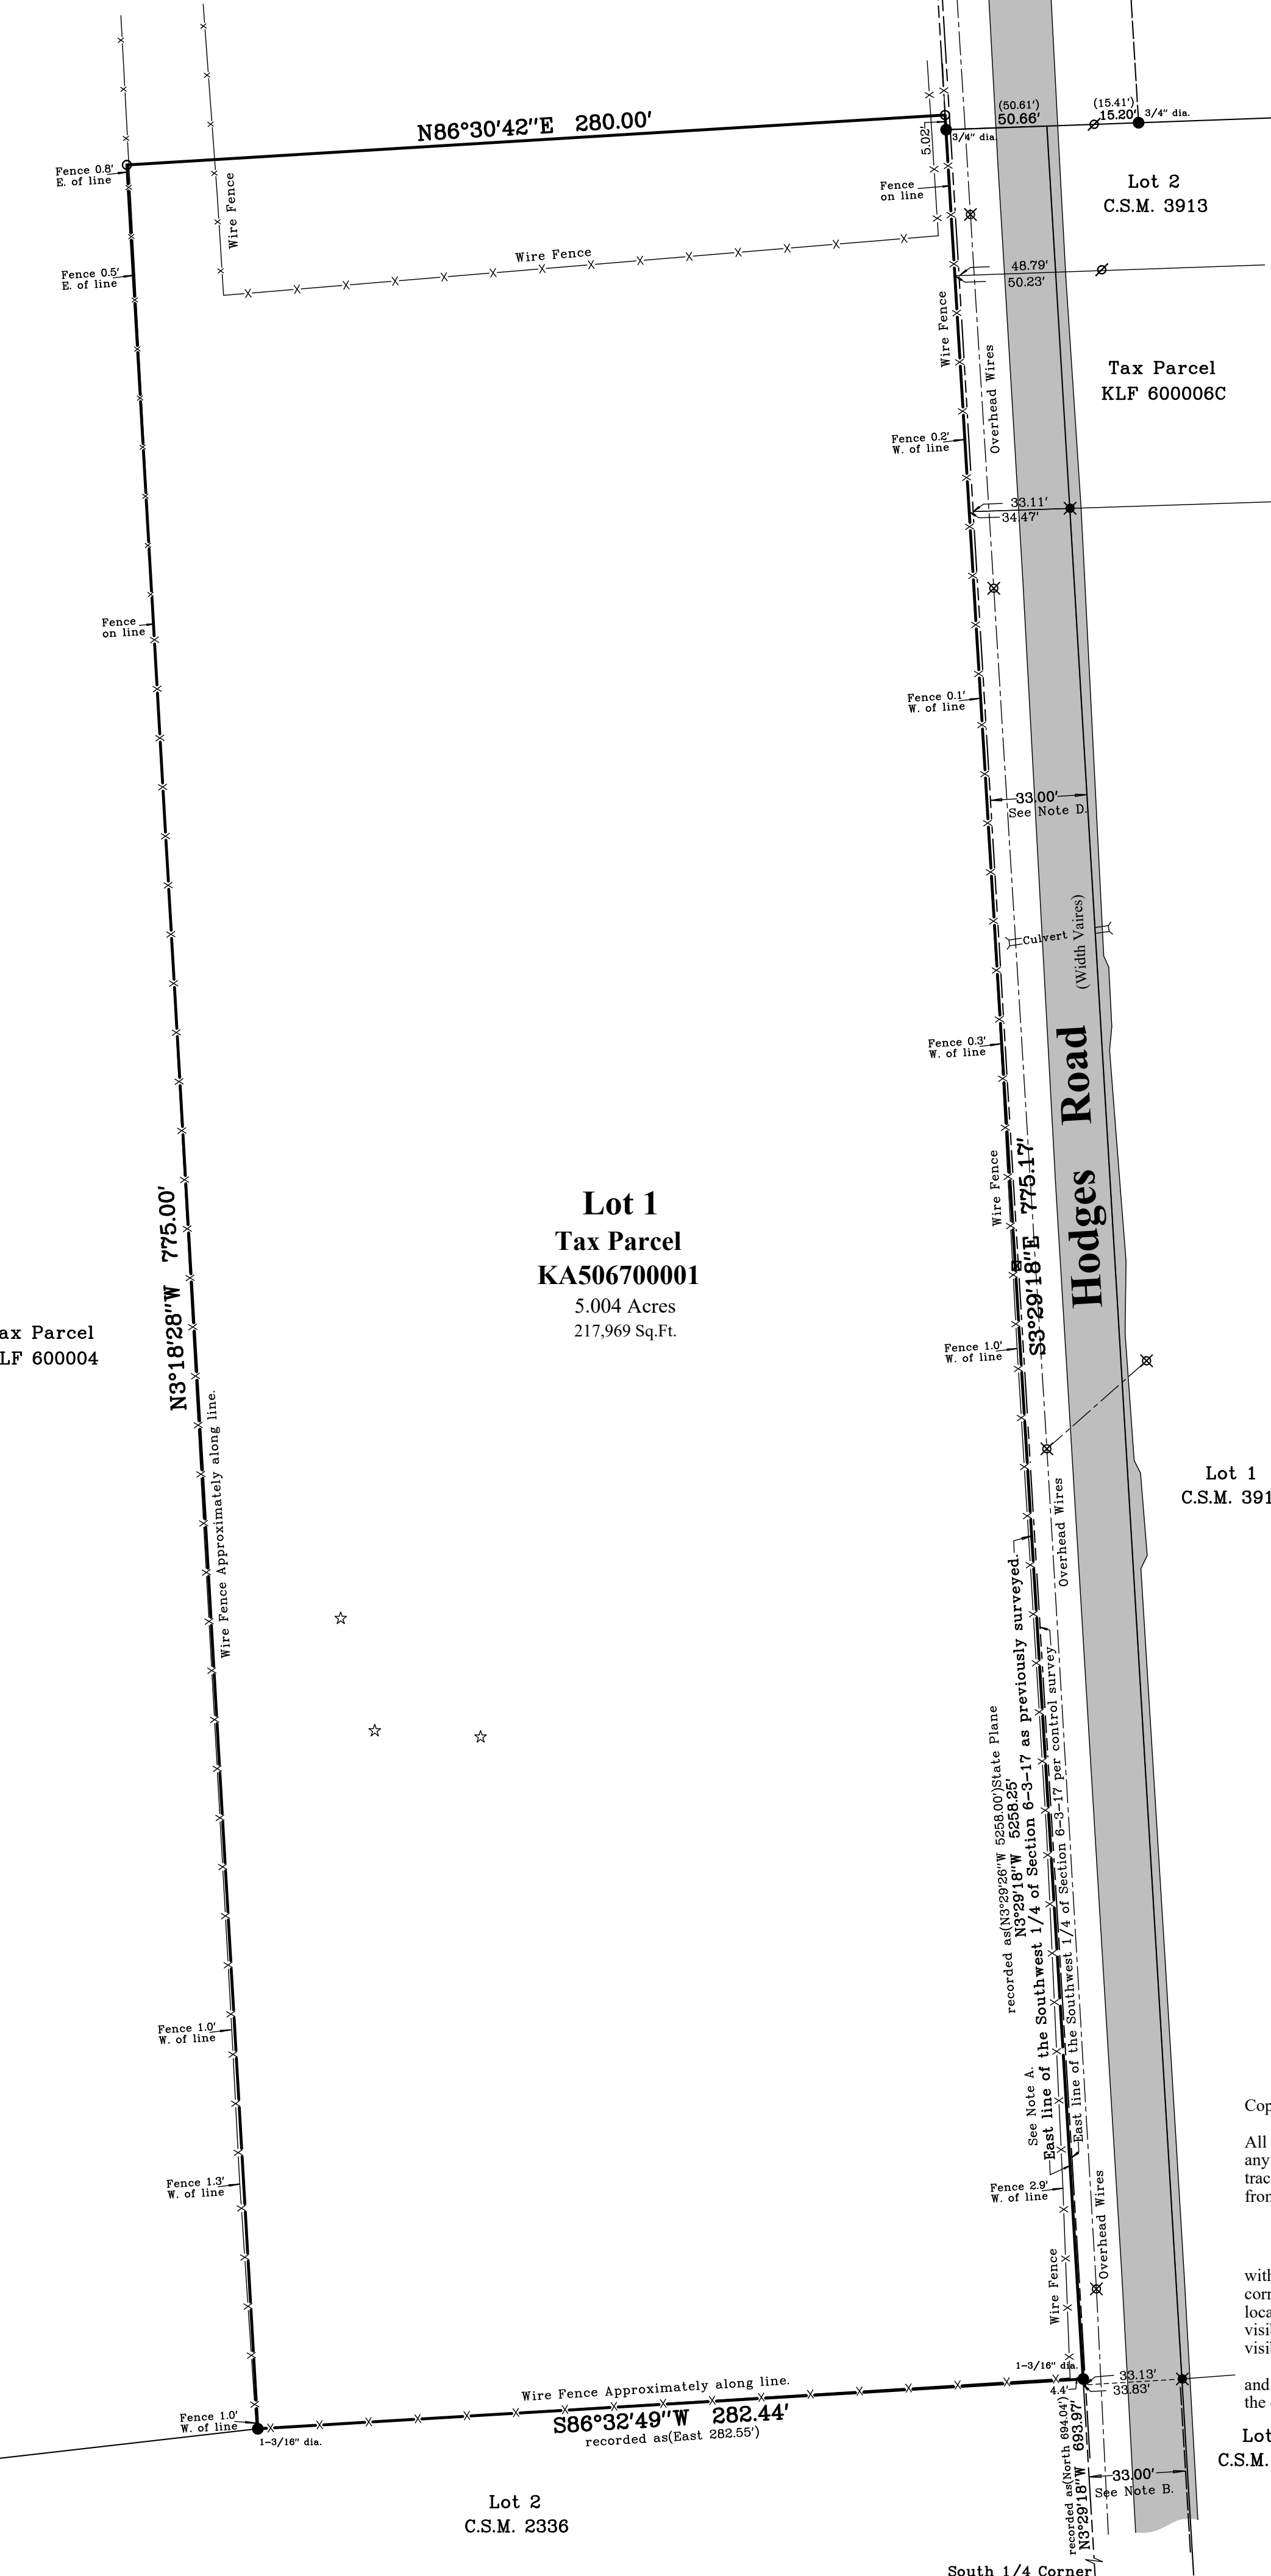 N86°30'42"E 280.00'
(50.61')
50.66'
(15.41')
15.20'
3/4" dia.
3/4" dia.
5.02'
Fence 0.8'
E. of line
Wire Fence
Fence
on line
Lot 2
C.S.M. 3913
Wire Fence
Fence 0.5'
E. of line
48.79'
50.23'
Wire Fence
Overhead Wires
Tax Parcel
KLF 600006C
Fence 0.2'
W. of line
33.11'
34.47'
Fence
on line
Fence 0.1'
W. of line
33.00'
See Note D.
Culvert
(Width Vaires)
Hodges Road
Fence 0.3'
W. of line
Wire Fence
S3°29'18"E 775.17'
N3°18'28"W 775.00'
Lot 1
Tax Parcel
KA506700001
5.004 Acres
217,969 Sq.Ft.
ax Parcel
LF 600004
Fence 1.0'
W. of line
Wire Fence Approximately along line.
Lot 1
C.S.M. 391
Overhead Wires
recorded as(N3°29'26"W 5258.00')State Plane
N3°29'18"W 5258.25'
East line of the Southwest 1/4 of Section 6-3-17 as previously surveyed.
East line of the Southwest 1/4 of Section 6-3-17 per control survey
See Note A.
Fence 1.0'
W. of line
Cop
All
any
trac
fron
Fence 1.3'
W. of line
Fence 2.9'
W. of line
Overhead Wires
Wire Fence
with
corn
loca
visi
visi
and
the
1-3/16" dia.
33.13'
33.83'
4.4'
Wire Fence Approximately along line.
S86°32'49"W 282.44'
recorded as(East 282.55')
Fence 1.0'
W. of line
1-3/16" dia.
recorded as(North 694.04')
N3°29'18"W 693.97'
Lot
C.S.M.
33.00'
See Note B.
Lot 2
C.S.M. 2336
South 1/4 Corner